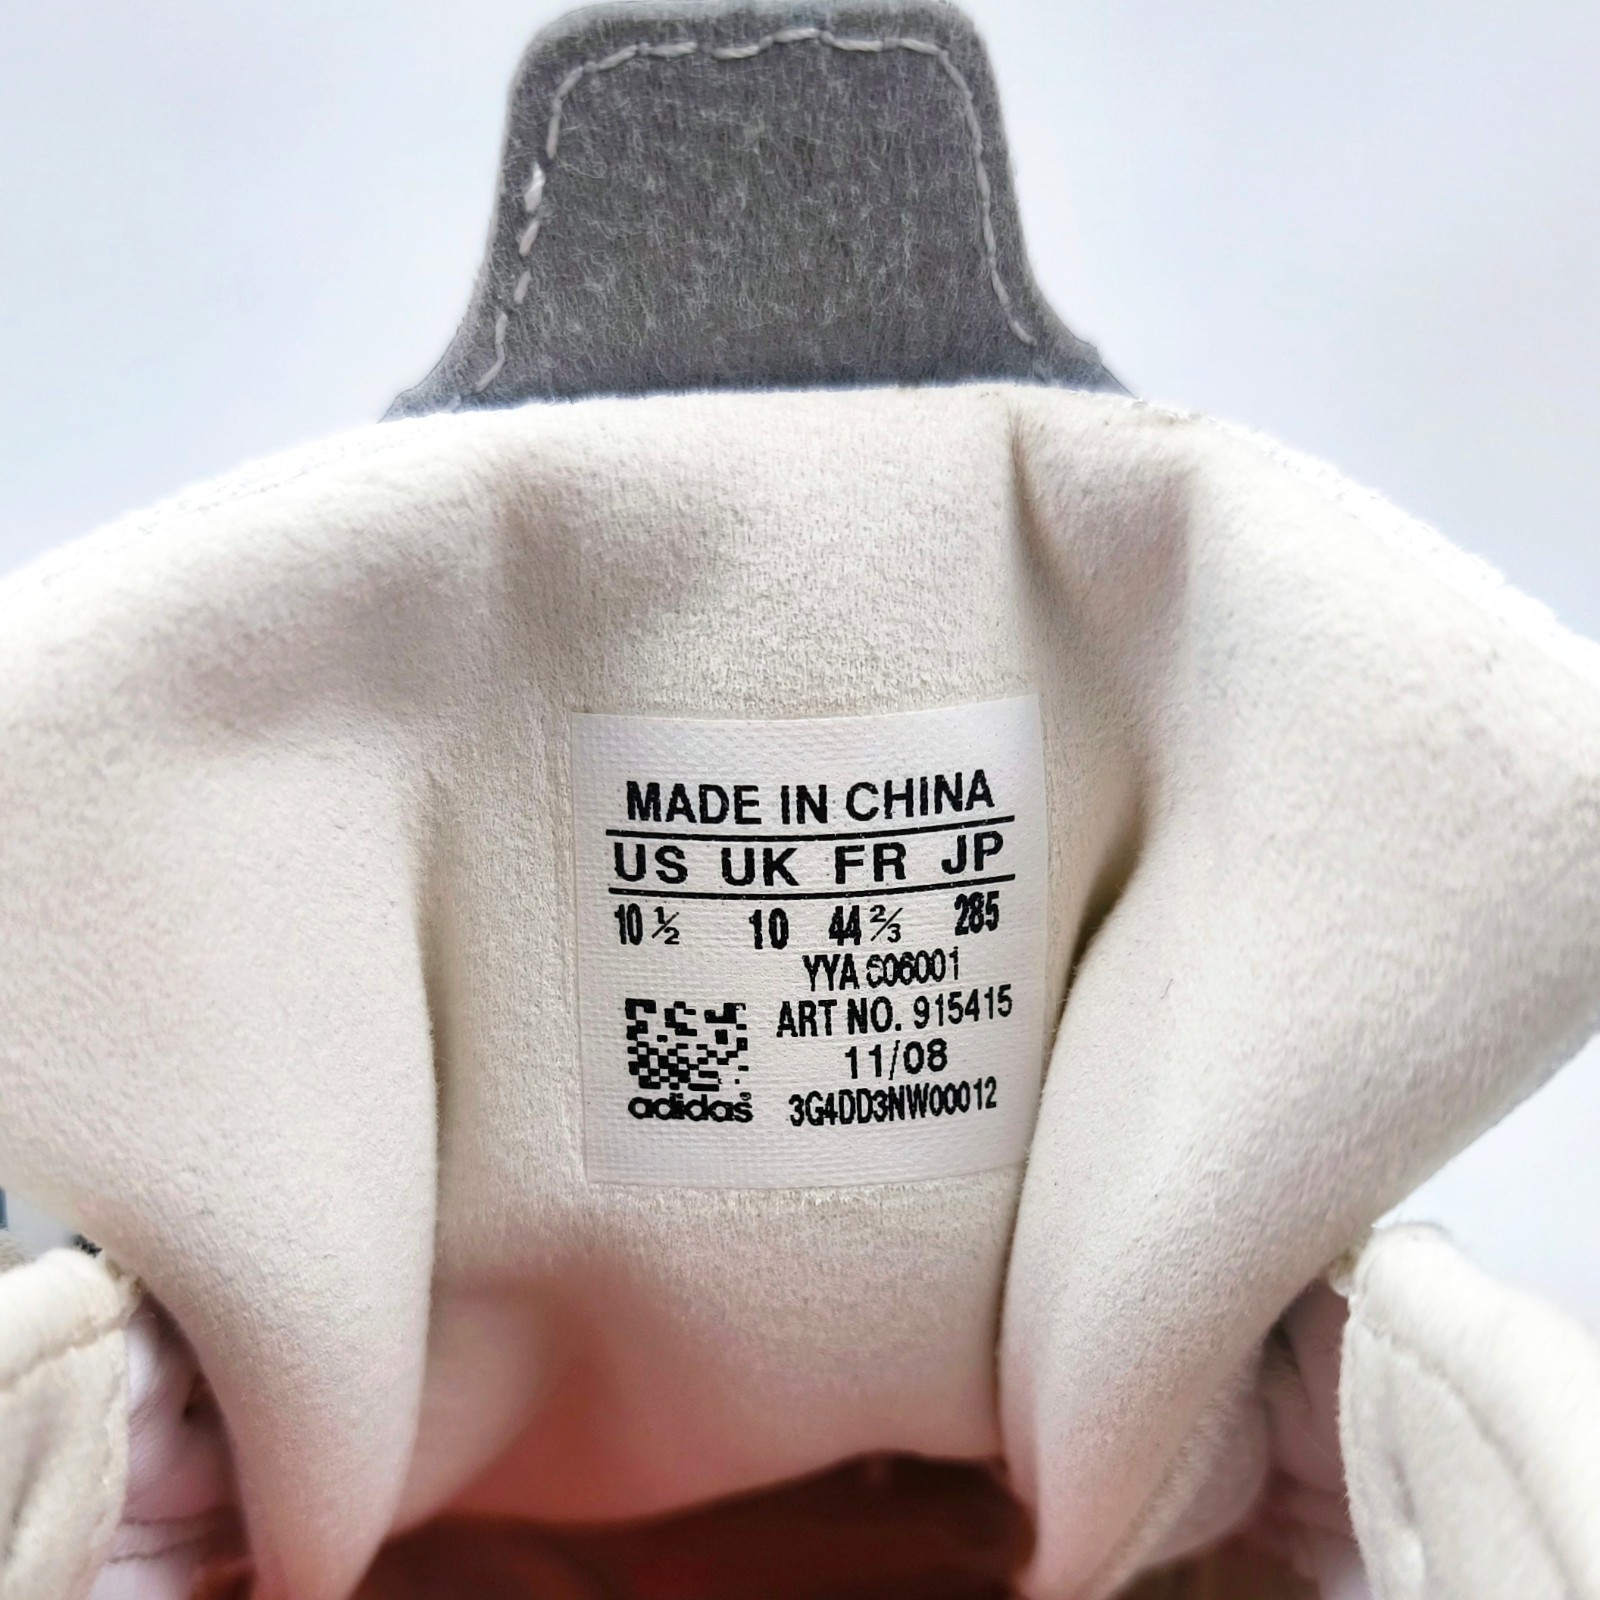 MADE IN CHINA
US UK FR JP
10 ½ 10 44 ⅔ 285
YYA 606001
ART NO. 915415
11/08
adidas 3G4DD3NW00012